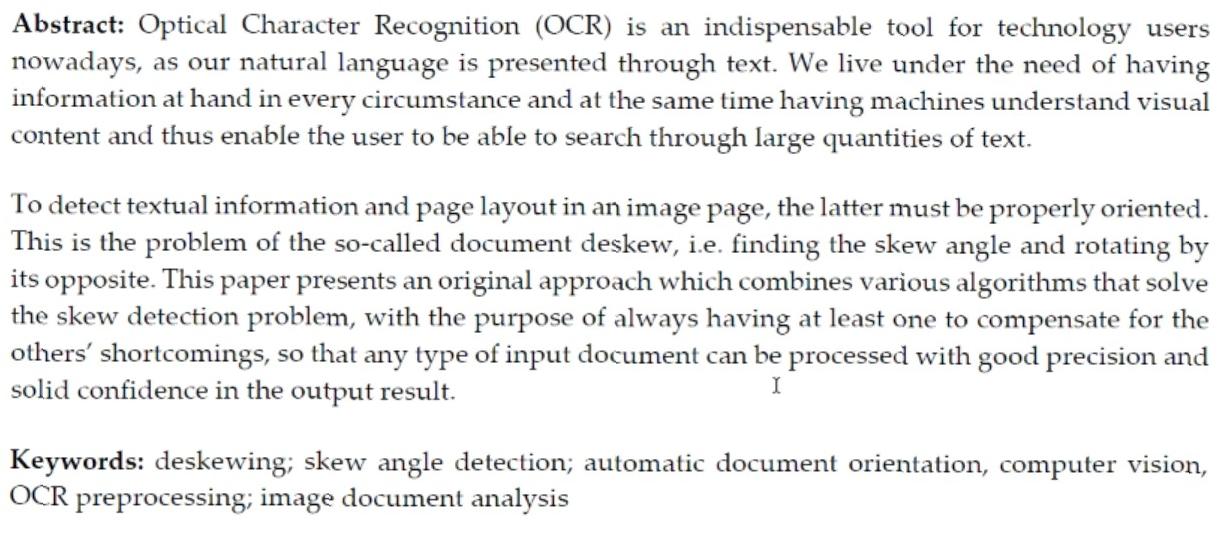 Abstract: Optical Character Recognition (OCR) is an indispensable tool for technology users
nowadays, as our natural language is presented through text. We live under the need of having
information at hand in every circumstance and at the same time having machines understand visual
content and thus enable the user to be able to search through large quantities of text.
To detect textual information and page layout in an image page, the latter must be properly oriented.
This is the problem of the so-called document deskew, i.e. finding the skew angle and rotating by
its opposite. This paper presents an original approach which combines various algorithms that solve
the skew detection problem, with the purpose of always having at least one to compensate for the
others’ shortcomings, so that any type of input document can be processed with good precision and
solid confidence in the output result.
Keywords: deskewing; skew angle detection; automatic document orientation, computer vision,
OCR preprocessing; image document analysis